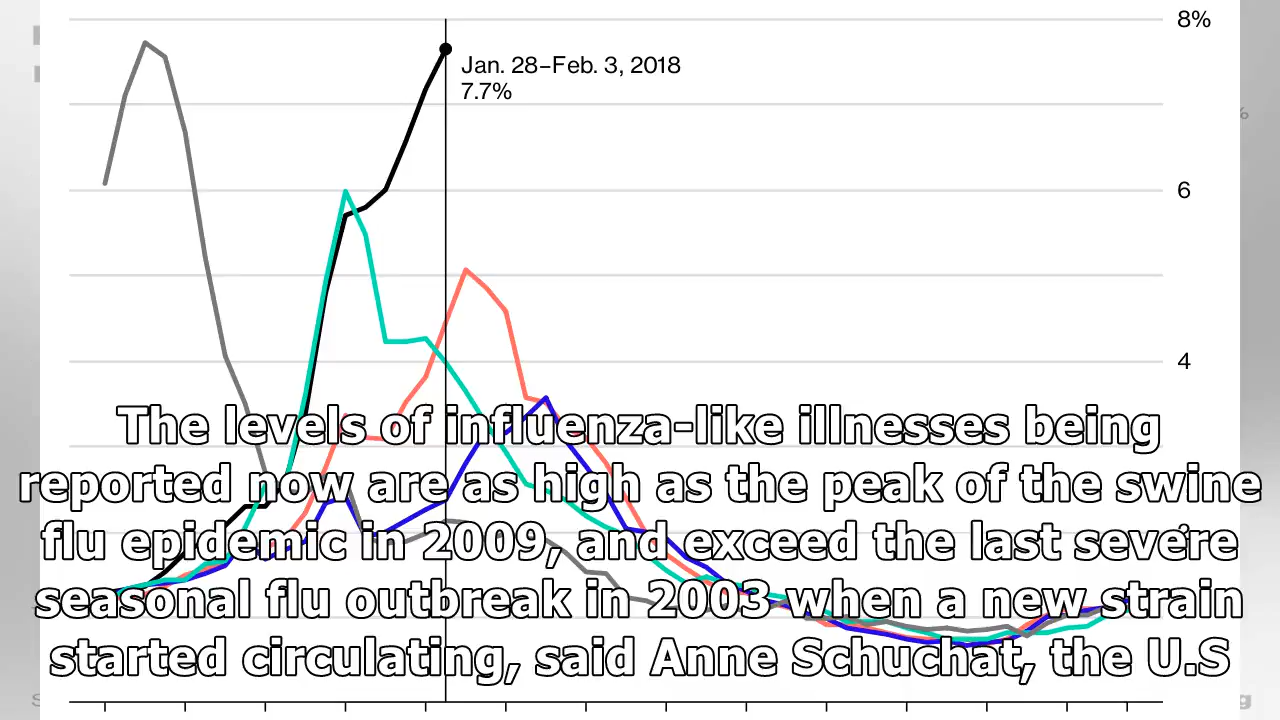 8%
Jan. 28–Feb. 3, 2018
7.7%
6
4
The levels of influenza-like illnesses being
reported now are as high as the peak of the swine
flu epidemic in 2009, and exceed the last severe
seasonal flu outbreak in 2003 when a new strain
started circulating, said Anne Schuchat, the U.S